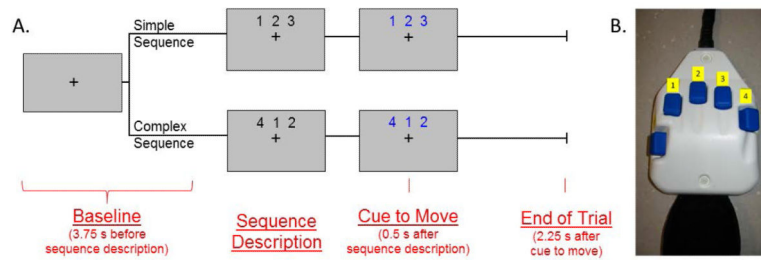 A.
Simple
Sequence
1 2 3
1 2 3
Complex
Sequence
4 1 2
4 1 2
Baseline
(3.75 s before
sequence description)
Sequence
Description
Cue to Move
(0.5 s after
sequence description)
End of Trial
(2.25 s after
cue to move)
B.
1
2
3
4